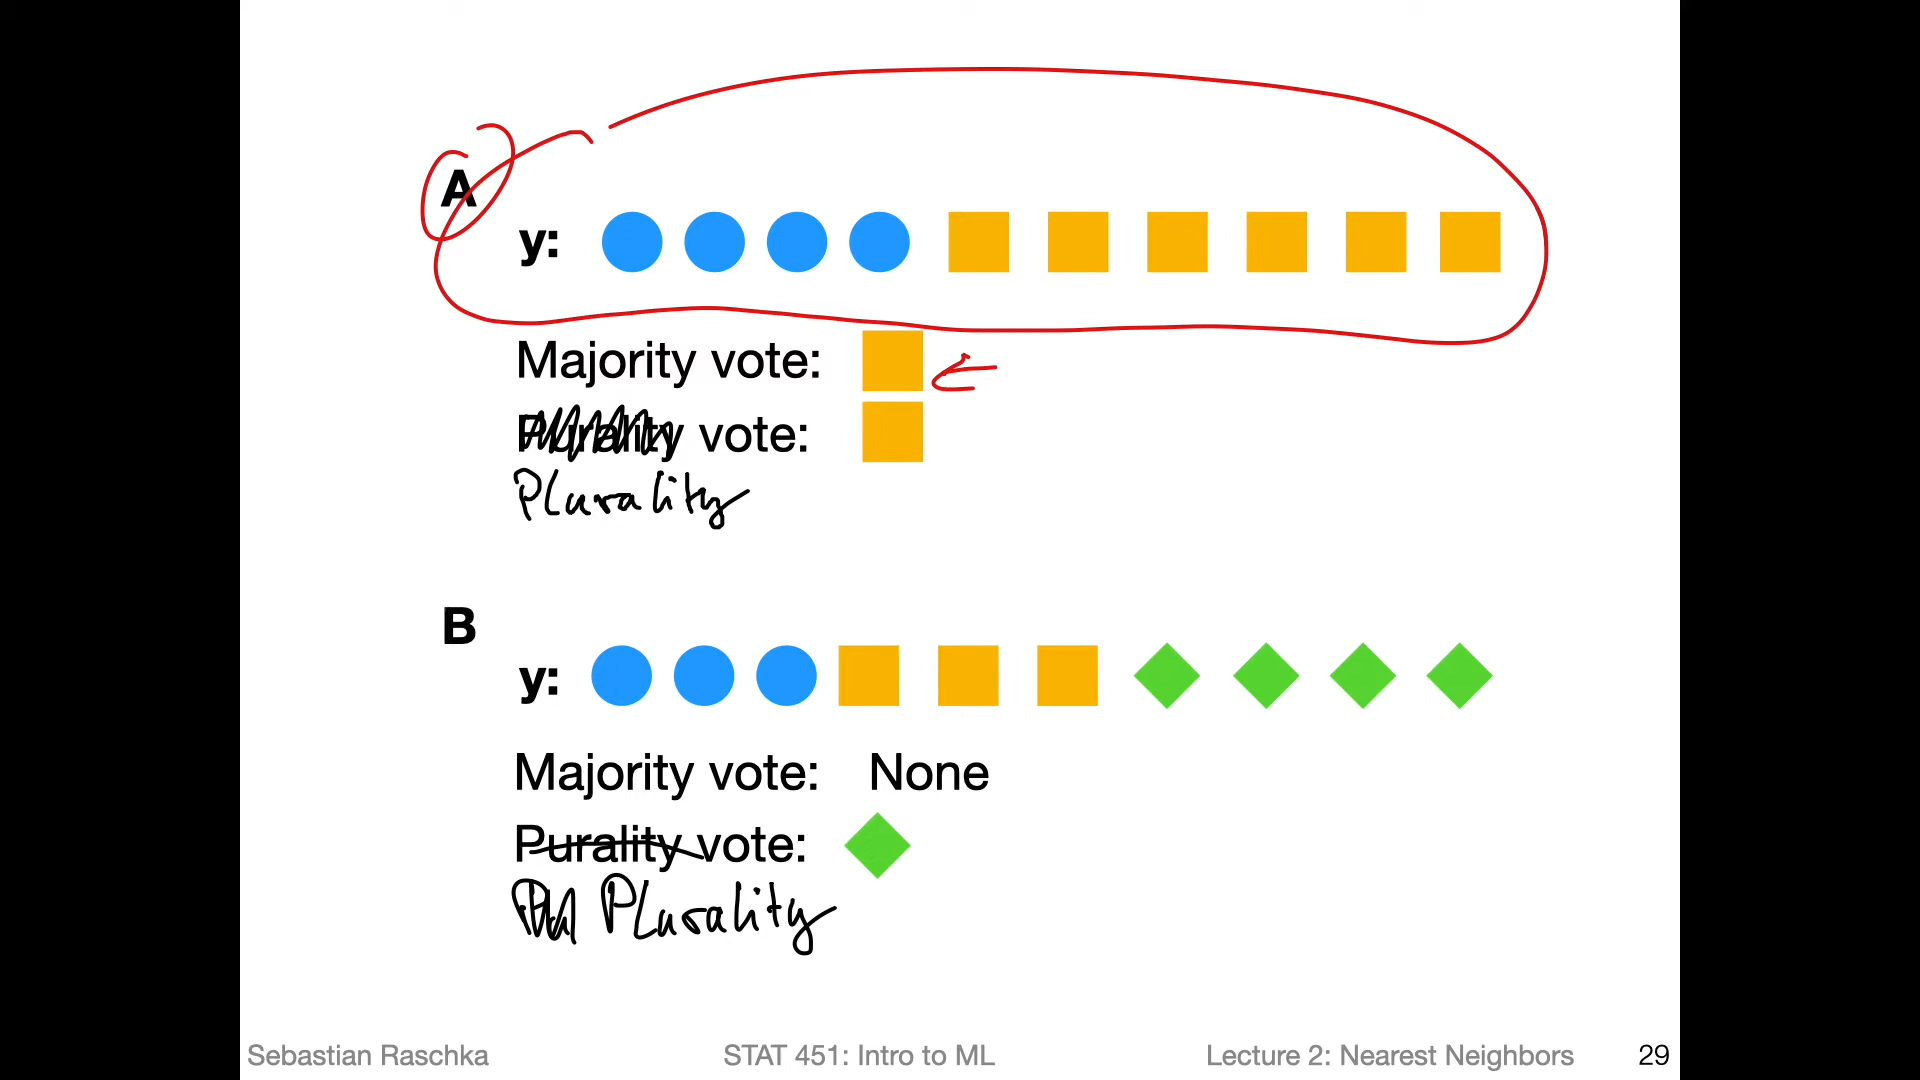 A
y:
Majority vote:
Purality vote:
Plurality
B
y:
Majority vote: None
Purality vote:
Plurality
Sebastian Raschka STAT 451: Intro to ML Lecture 2: Nearest Neighbors 29